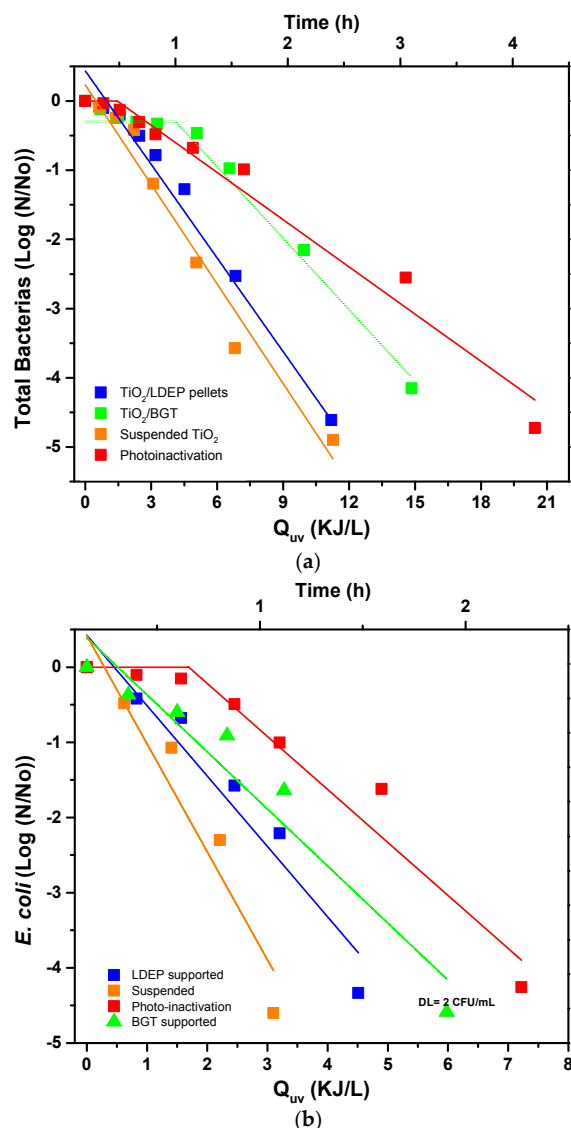 Time (h)
0 1 2 3 4
Total Bacterias (Log (N/No))
0
-1
-2
-3
-4
-5
TiO₂/LDEP pellets
TiO₂/BGT
Suspended TiO₂
Photoinactivation
0 3 6 9 12 15 18 21
Q_uv (KJ/L)
(a)
Time (h)
1 2
E. coli (Log (N/No))
0
-1
-2
-3
-4
-5
LDEP supported
Suspended
Photo-inactivation
BGT supported
DL= 2 CFU/mL
0 1 2 3 4 5 6 7 8
Q_uv (KJ/L)
(b)